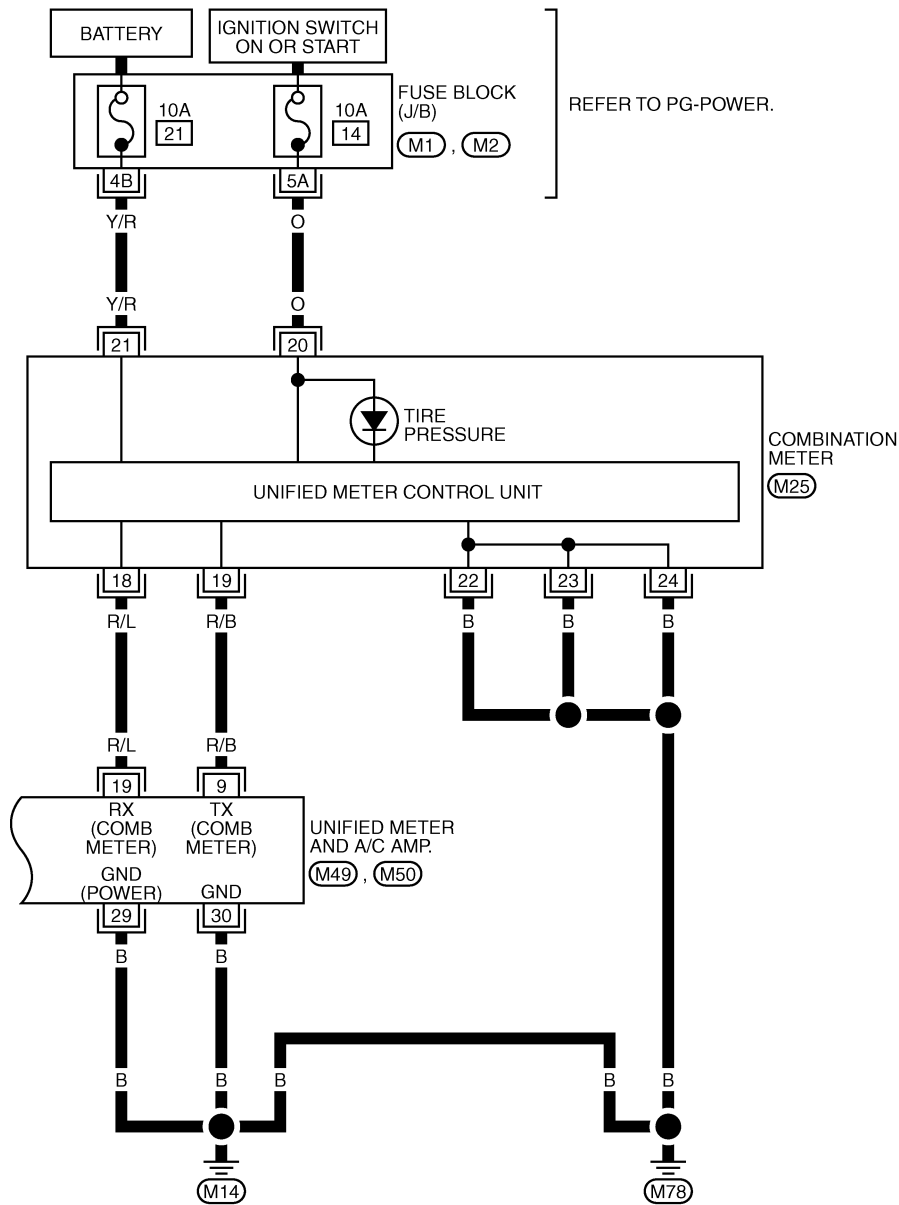 BATTERY
IGNITION SWITCH
ON OR START
10A
21
10A
14
FUSE BLOCK
(J/B)
M1 , M2
REFER TO PG-POWER.
4B
5A
Y/R
O
Y/R
O
21
20
TIRE
PRESSURE
COMBINATION
METER
M25
UNIFIED METER CONTROL UNIT
18
19
22
23
24
R/L
R/B
B
B
B
R/L
R/B
19
9
RX
(COMB
METER)
TX
(COMB
METER)
GND
(POWER)
GND
UNIFIED METER
AND A/C AMP.
M49 , M50
29
30
B
B
B
B
B
B
B
M14
M78